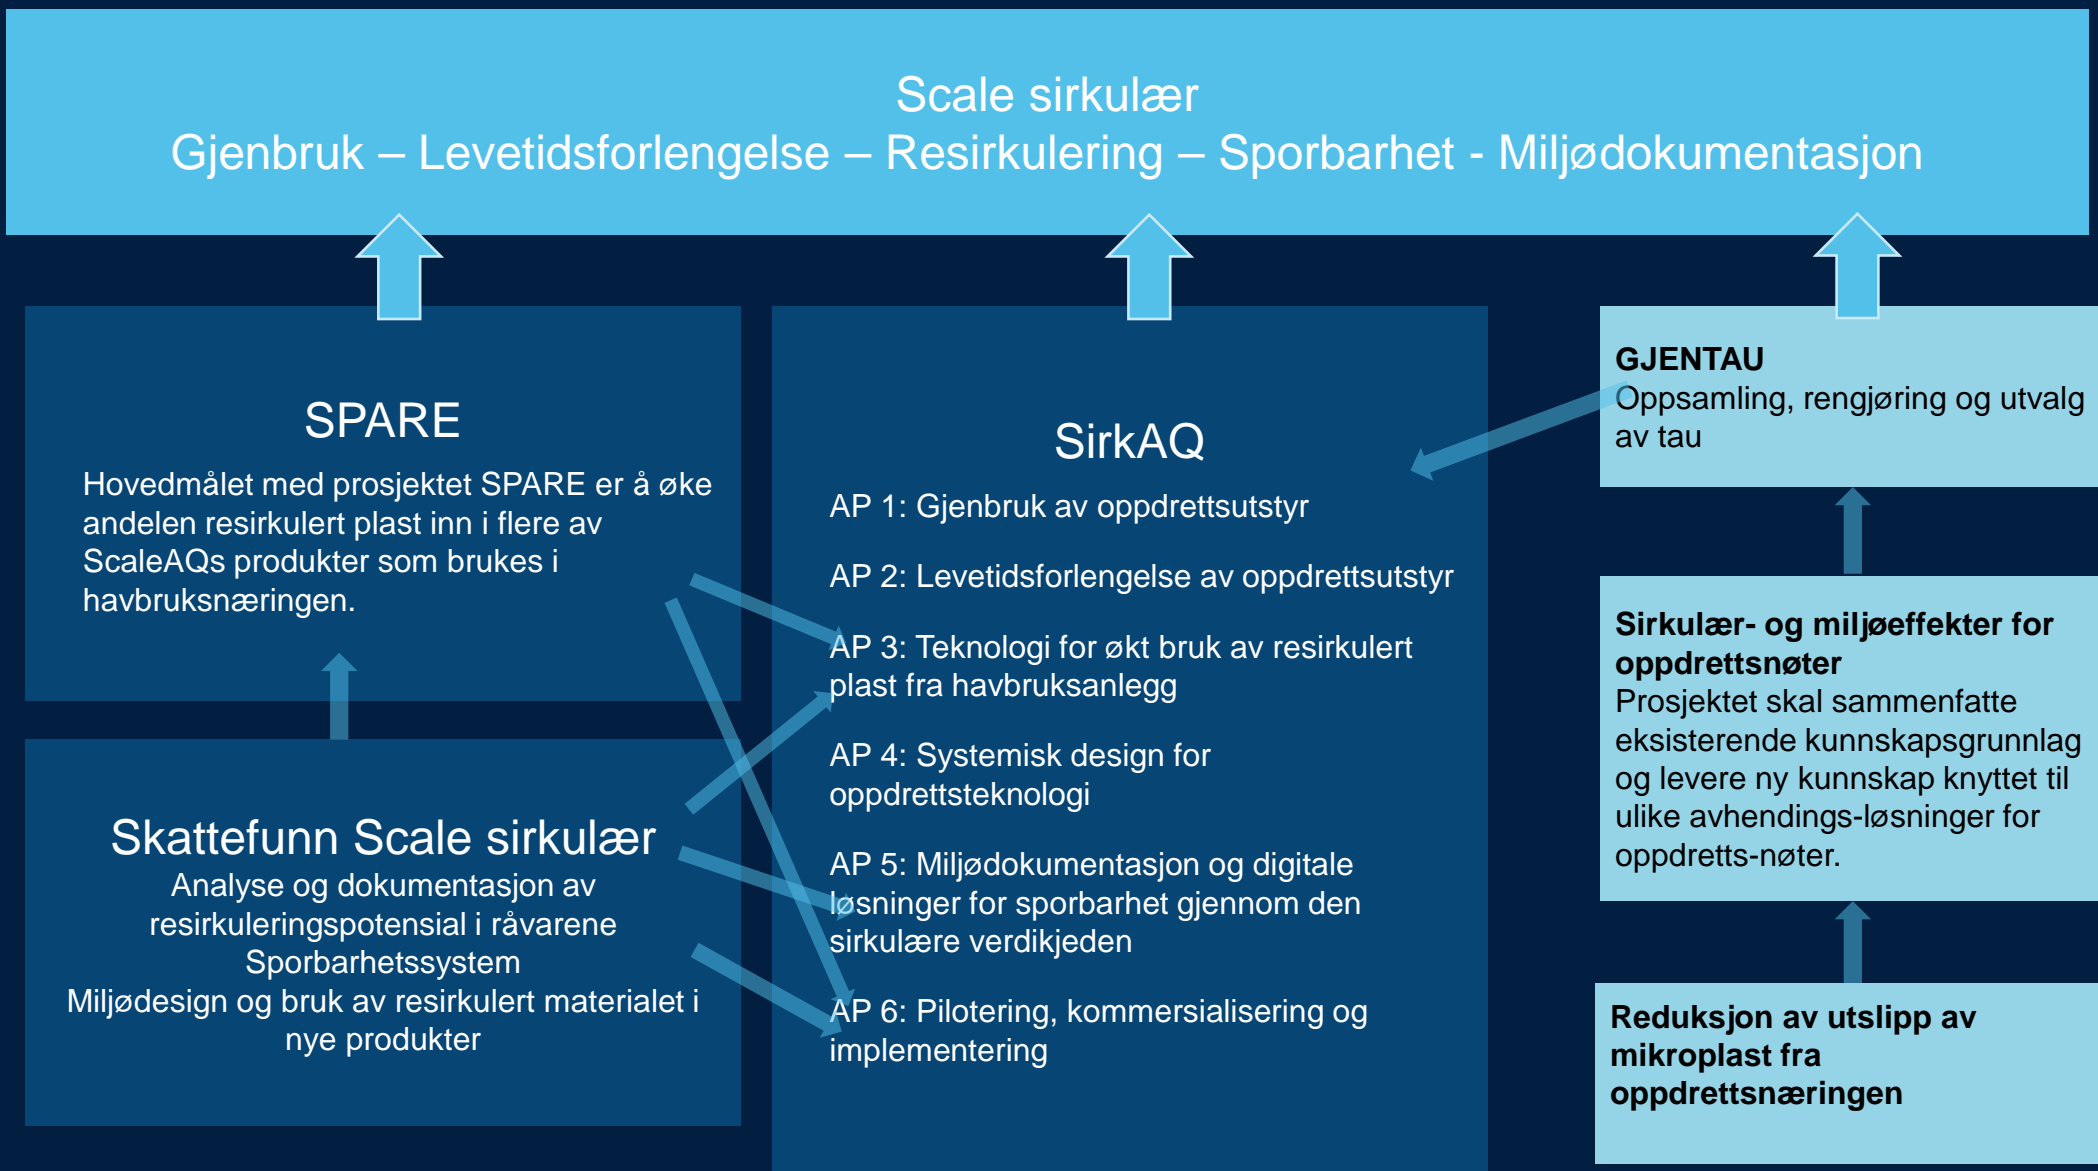 Scale sirkulær
Gjenbruk – Levetidsforlengelse – Resirkulering – Sporbarhet - Miljødokumentasjon
SPARE
Hovedmålet med prosjektet SPARE er å øke
andelen resirkulert plast inn i flere av
ScaleAQs produkter som brukes i
havbruksnæringen.
Skattefunn Scale sirkulær
Analyse og dokumentasjon av
resirkuleringspotensial i råvarene
Sporbarhetssystem
Miljødesign og bruk av resirkulert materialet i
nye produkter
SirkAQ
AP 1: Gjenbruk av oppdrettsutstyr
AP 2: Levetidsforlengelse av oppdrettsutstyr
AP 3: Teknologi for økt bruk av resirkulert
plast fra havbruksanlegg
AP 4: Systemisk design for
oppdrettsteknologi
AP 5: Miljødokumentasjon og digitale
løsninger for sporbarhet gjennom den
sirkulære verdikjeden
AP 6: Pilotering, kommersialisering og
implementering
GJENTAU
Oppsamling, rengjøring og utvalg
av tau
Sirkulær- og miljøeffekter for
oppdrettsnøter
Prosjektet skal sammenfatte
eksisterende kunnskapsgrunnlag
og levere ny kunnskap knyttet til
ulike avhendings-løsninger for
oppdretts-nøter.
Reduksjon av utslipp av
mikroplast fra
oppdrettsnæringen